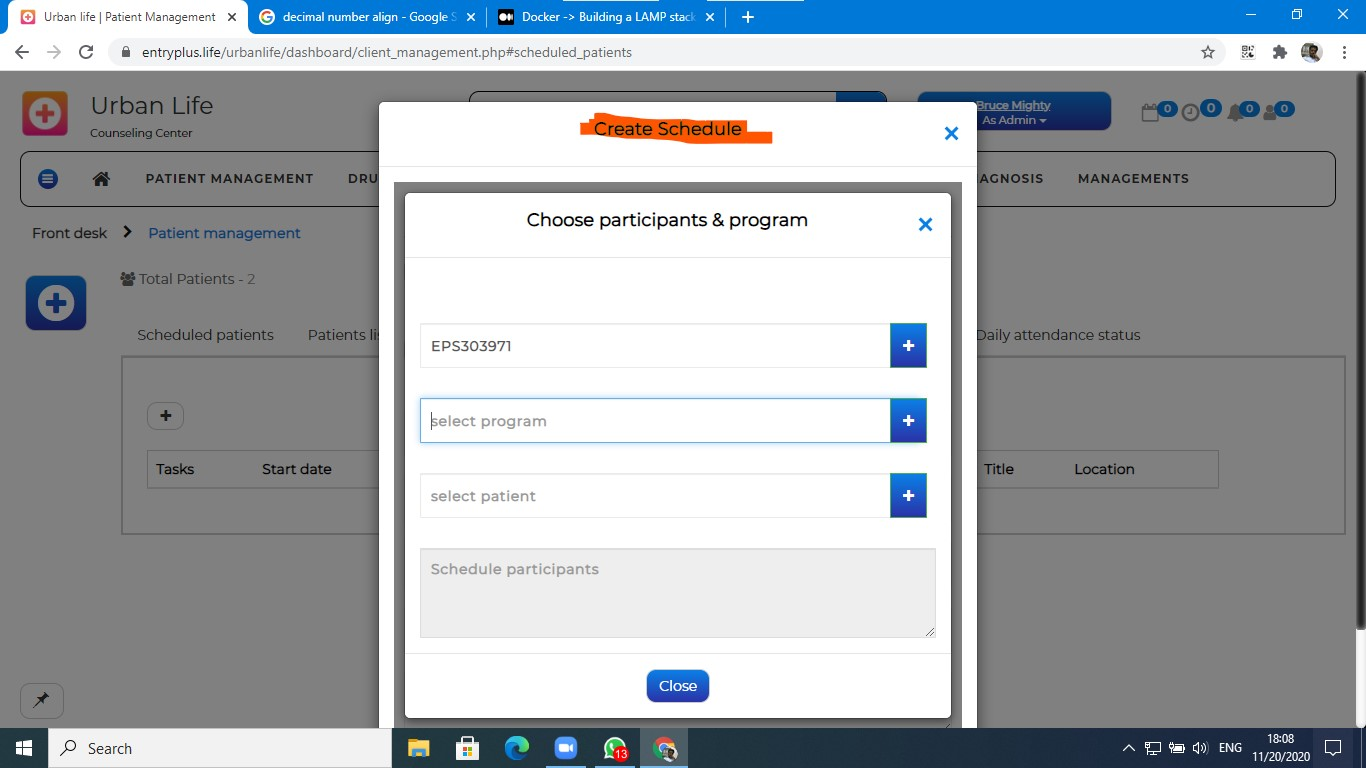 Urban life | Patient Management
decimal number align - Google S
Docker -> Building a LAMP stack
entryplus.life/urbanlife/dashboard/client_management.php#scheduled_patients
Urban Life
Counseling Center
Create Schedule
Bruce Mighty
As Admin
0
0
0
0
PATIENT MANAGEMENT
DRU
AGNOSIS
MANAGEMENTS
Front desk
Patient management
Choose participants & program
Total Patients - 2
Scheduled patients
Patients lis
Daily attendance status
EPS303971
select program
Tasks
Start date
Title
Location
select patient
Schedule participants
Close
Search
13
ENG
18:08
11/20/2020